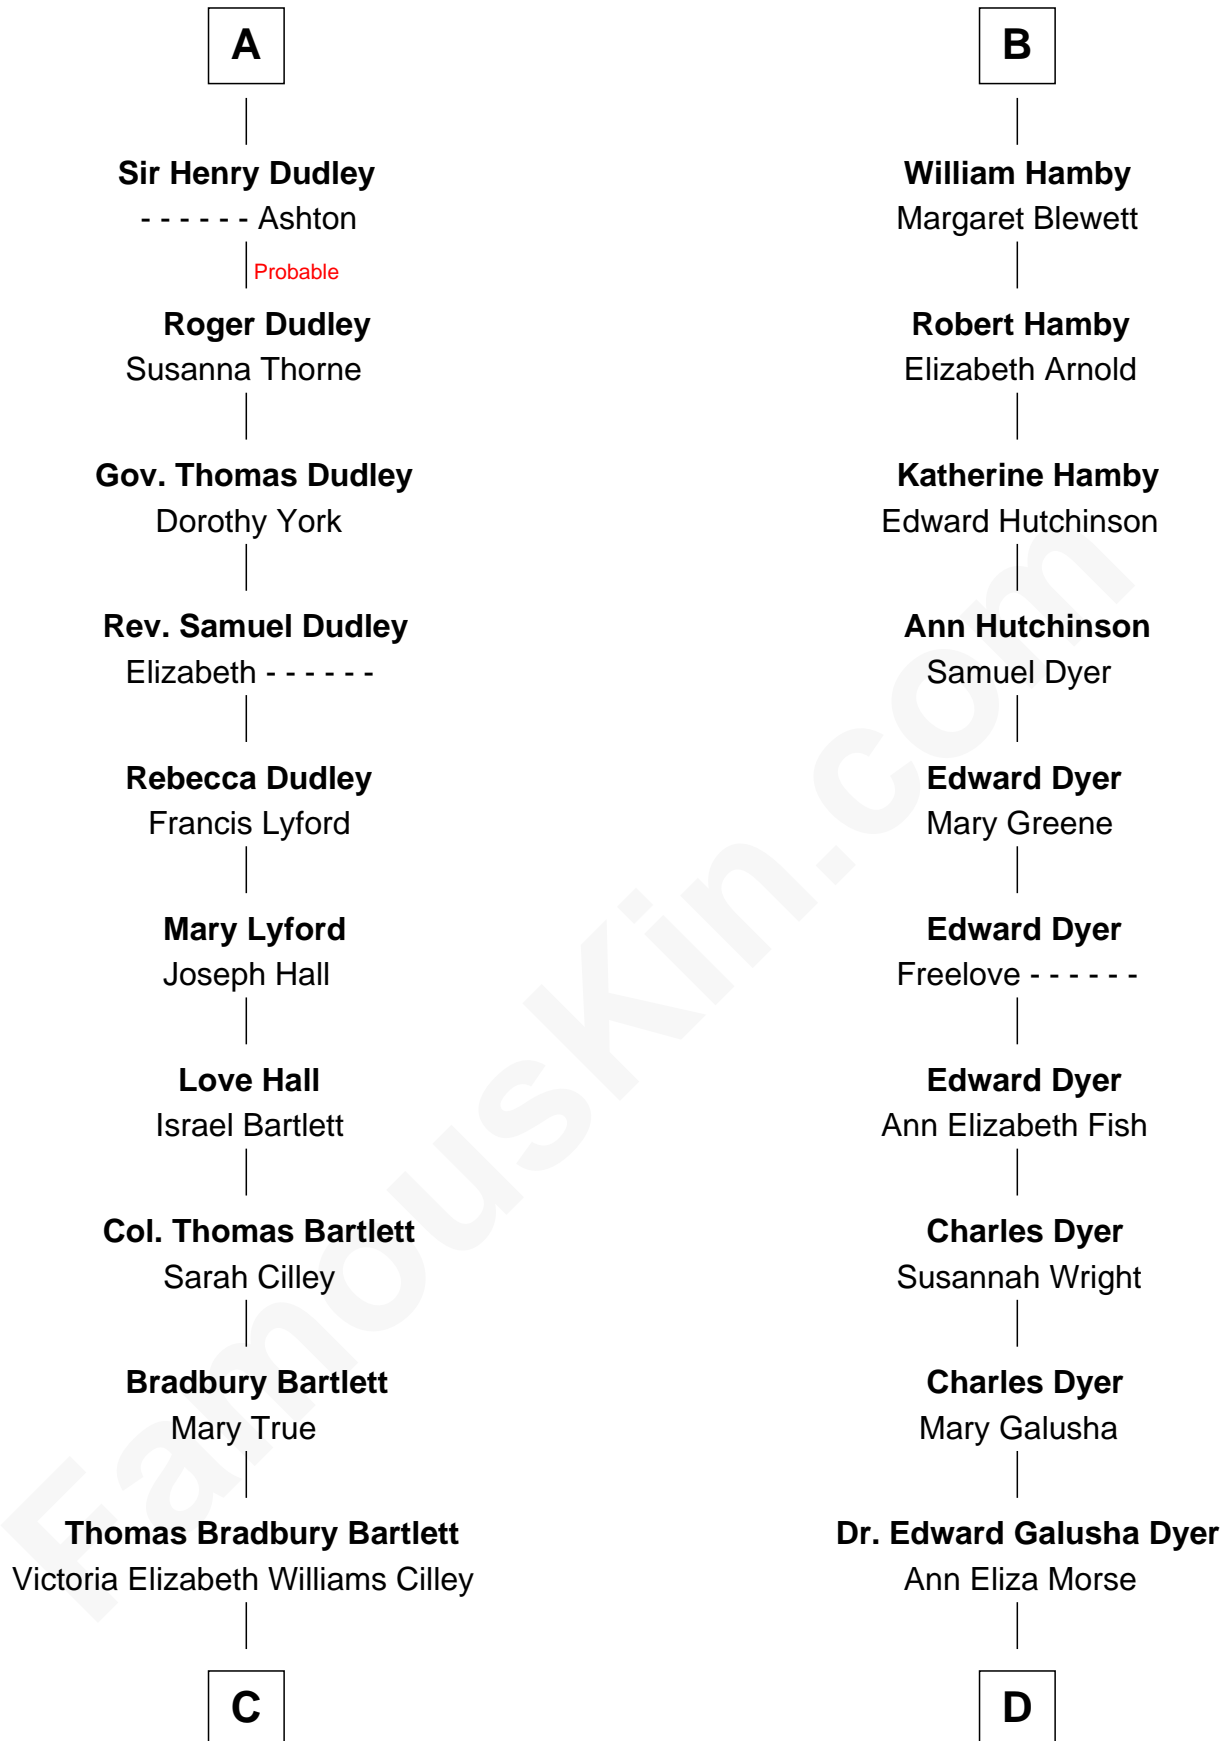 A
Sir Henry Dudley
- - - - - - Ashton
Probable
Roger Dudley
Susanna Thorne
Gov. Thomas Dudley
Dorothy York
Rev. Samuel Dudley
Elizabeth - - - - - -
Rebecca Dudley
Francis Lyford
Mary Lyford
Joseph Hall
Love Hall
Israel Bartlett
Col. Thomas Bartlett
Sarah Cilley
Bradbury Bartlett
Mary True
Thomas Bradbury Bartlett
Victoria Elizabeth Williams Cilley
C
B
William Hamby
Margaret Blewett
Robert Hamby
Elizabeth Arnold
Katherine Hamby
Edward Hutchinson
Ann Hutchinson
Samuel Dyer
Edward Dyer
Mary Greene
Edward Dyer
Freelove - - - - - -
Edward Dyer
Ann Elizabeth Fish
Charles Dyer
Susannah Wright
Charles Dyer
Mary Galusha
Dr. Edward Galusha Dyer
Ann Eliza Morse
D
FamousKin.com